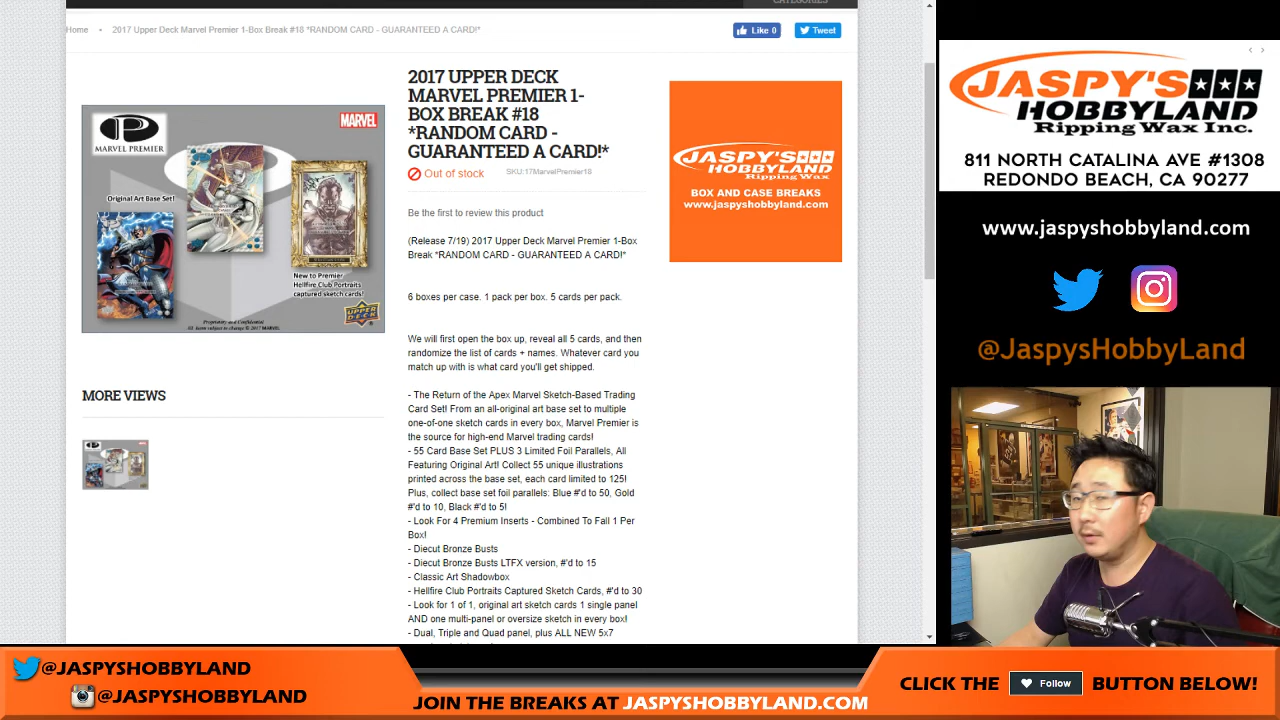 CATEGORIES
Home • 2017 Upper Deck Marvel Premier 1-Box Break #18 *RANDOM CARD - GUARANTEED A CARD!*
Like 0
Tweet
P
MARVEL PREMIER
MARVEL
Original Art Base Set!
New to Premier
Hellfire Club Portraits
captured sketch cards!
Proprietary and Confidential
All items subject to change © 2017 MARVEL
UPPER
DECK
MORE VIEWS
2017 UPPER DECK
MARVEL PREMIER 1-
BOX BREAK #18
*RANDOM CARD -
GUARANTEED A CARD!*
Out of stock
SKU:17MarvelPremier18
Be the first to review this product
(Release 7/19) 2017 Upper Deck Marvel Premier 1-Box
Break *RANDOM CARD - GUARANTEED A CARD!*
6 boxes per case. 1 pack per box. 5 cards per pack.
We will first open the box up, reveal all 5 cards, and then
randomize the list of cards + names. Whatever card you
match up with is what card you'll get shipped.
- The Return of the Apex Marvel Sketch-Based Trading
Card Set! From an all-original art base set to multiple
one-of-one sketch cards in every box, Marvel Premier is
the source for high-end Marvel trading cards!
- 55 Card Base Set PLUS 3 Limited Foil Parallels, All
Featuring Original Art! Collect 55 unique illustrations
printed across the base set, each card limited to 125!
Plus, collect base set foil parallels: Blue #'d to 50, Gold
#'d to 10, Black #'d to 5!
- Look For 4 Premium Inserts - Combined To Fall 1 Per
Box!
- Diecut Bronze Busts
- Diecut Bronze Busts LTFX version, #'d to 15
- Classic Art Shadowbox
- Hellfire Club Portraits Captured Sketch Cards, #'d to 30
- Look for 1 of 1, original art sketch cards 1 single panel
AND one multi-panel or oversize sketch in every box!
- Dual, Triple and Quad panel, plus ALL NEW 5x7
JASPY'S
HOBBYLAND
Ripping Wax
BOX AND CASE BREAKS
www.jaspyshobbyland.com
JASPY'S
HOBBYLAND
Ripping Wax Inc.
811 NORTH CATALINA AVE #1308
REDONDO BEACH, CA 90277
www.jaspyshobbyland.com
@JaspysHobbyLand
@JASPYSHOBBYLAND
@JASPYSHOBBYLAND
JOIN THE BREAKS AT JASPYSHOBBYLAND.COM
CLICK THE Follow BUTTON BELOW!